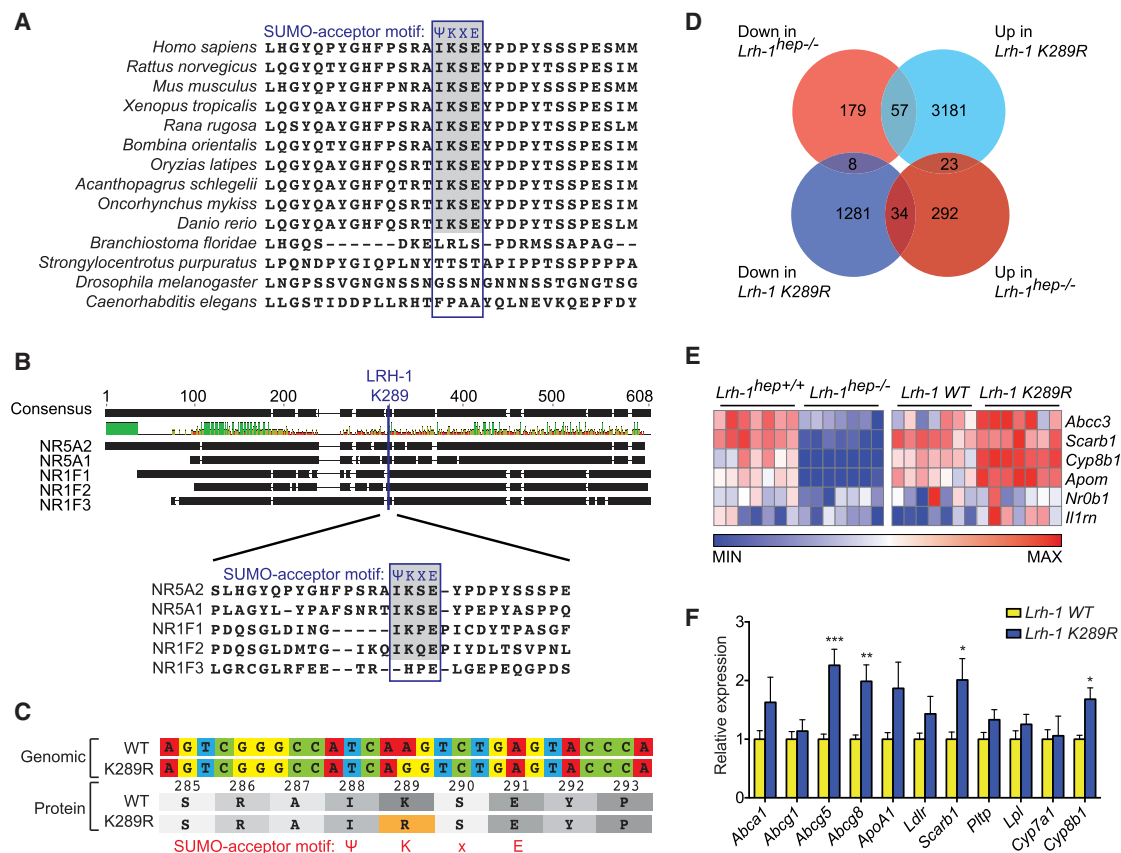 A
SUMO-acceptor motif: ΨKXE
Homo sapiens LHGYQPYGHFPSRAIKSEYPDPYSSSPESMM
Rattus norvegicus LQGYQTYGHFPSRAIKSEYPDPYTSSPESIM
Mus musculus LQGYQPYGHFPSRAIKSEYPDPYSSSPESMM
Xenopus tropicalis LQGYQAYGHFPSRAIKSEYPDPYTSSPESIM
Rana rugosa LQSYQAYGHFPSRAIKSEYPDPYTSSPESLM
Bombina orientalis LQGYQAYGHFPSRAIKSEYPDPYTSSPESIM
Oryzias latipes LQGYQAYGHFQSRTIKSEYPDPYTSSPESIM
Acanthopagrus schlegelii LQGYQAYGHFQTRTIKSEYPDPYTSSPESIM
Oncorhynchus mykiss LQGYQAYGHFQSRTIKSEYPDPYTSSPESIM
Danio rerio LQGYQPYGHFQSRTIKSEYPDPYTSSPESLM
Branchiostoma floridae LHGQS------DKELRLS-PDRMSSAPAG--
Strongylocentrotus purpuratus LPQNDPYGIQPLNYTTSTAPIPPTSSPPPPA
Drosophila melanogaster LNGPSSVGNGNSSNGSSNGNNNSSTGNGTSG
Caenorhabditis elegans LLGSTIDDPLLRHTFPAAYQLNEVKQEPFDY
B
LRH-1
K289
1 100 200 400 500 608
Consensus
NR5A2
NR5A1
NR1F1
NR1F2
NR1F3
SUMO-acceptor motif: ΨKXE
NR5A2 SLHGYQPYGHFPSRAIKSE-YPDPYSSSPE
NR5A1 PLAGYL-YPAFSNRTIKSE-YPEPYASPPQ
NR1F1 PDQSGLDING-----IKPEPICDYTPASGF
NR1F2 PDQSGLDMTG---IKQIKQEPIYDLTSVPNL
NR1F3 LGRCGLRFEE--TR--HPE-LGEPEQGPDS
C
Genomic
WT AGTCGGGCCATCAAGTCTGAGTACCCA
K289R AGTCGGGCCATCAGGTCTGAGTACCCA
285 286 287 288 289 290 291 292 293
Protein
WT S R A I K S E Y P
K289R S R A I R S E Y P
SUMO-acceptor motif: Ψ K x E
D
Down in
Lrh-1hep-/-
Up in
Lrh-1 K289R
179 57 3181
8 23
1281 34 292
Down in
Lrh-1 K289R
Up in
Lrh-1hep-/-
E
Lrh-1hep+/+ Lrh-1hep-/- Lrh-1 WT Lrh-1 K289R
Abcc3
Scarb1
Cyp8b1
Apom
Nr0b1
Il1rn
MIN MAX
F
Lrh-1 WT
Lrh-1 K289R
Relative expression
3
2
1
0
*** ** * *
Abca1 Abcg1 Abcg5 Abcg8 ApoA1 Ldlr Scarb1 Pltp Lpl Cyp7a1 Cyp8b1